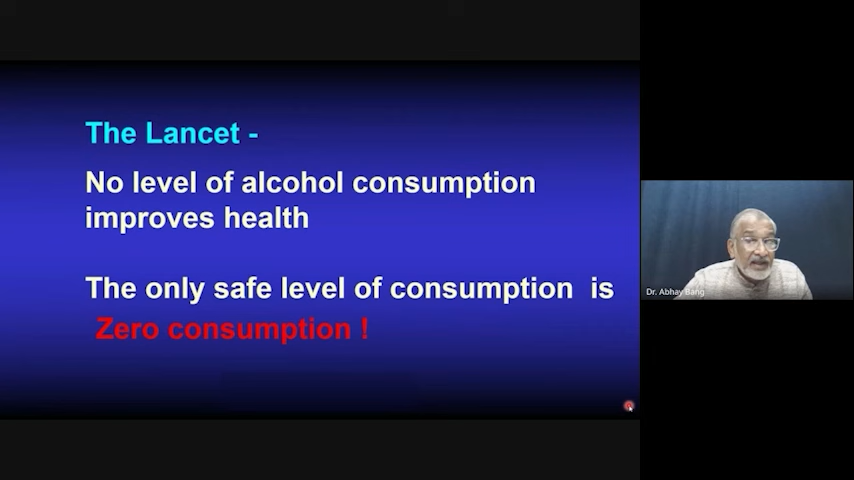 The Lancet -
No level of alcohol consumption
improves health
The only safe level of consumption is
Zero consumption !
Dr. Abhay Bang